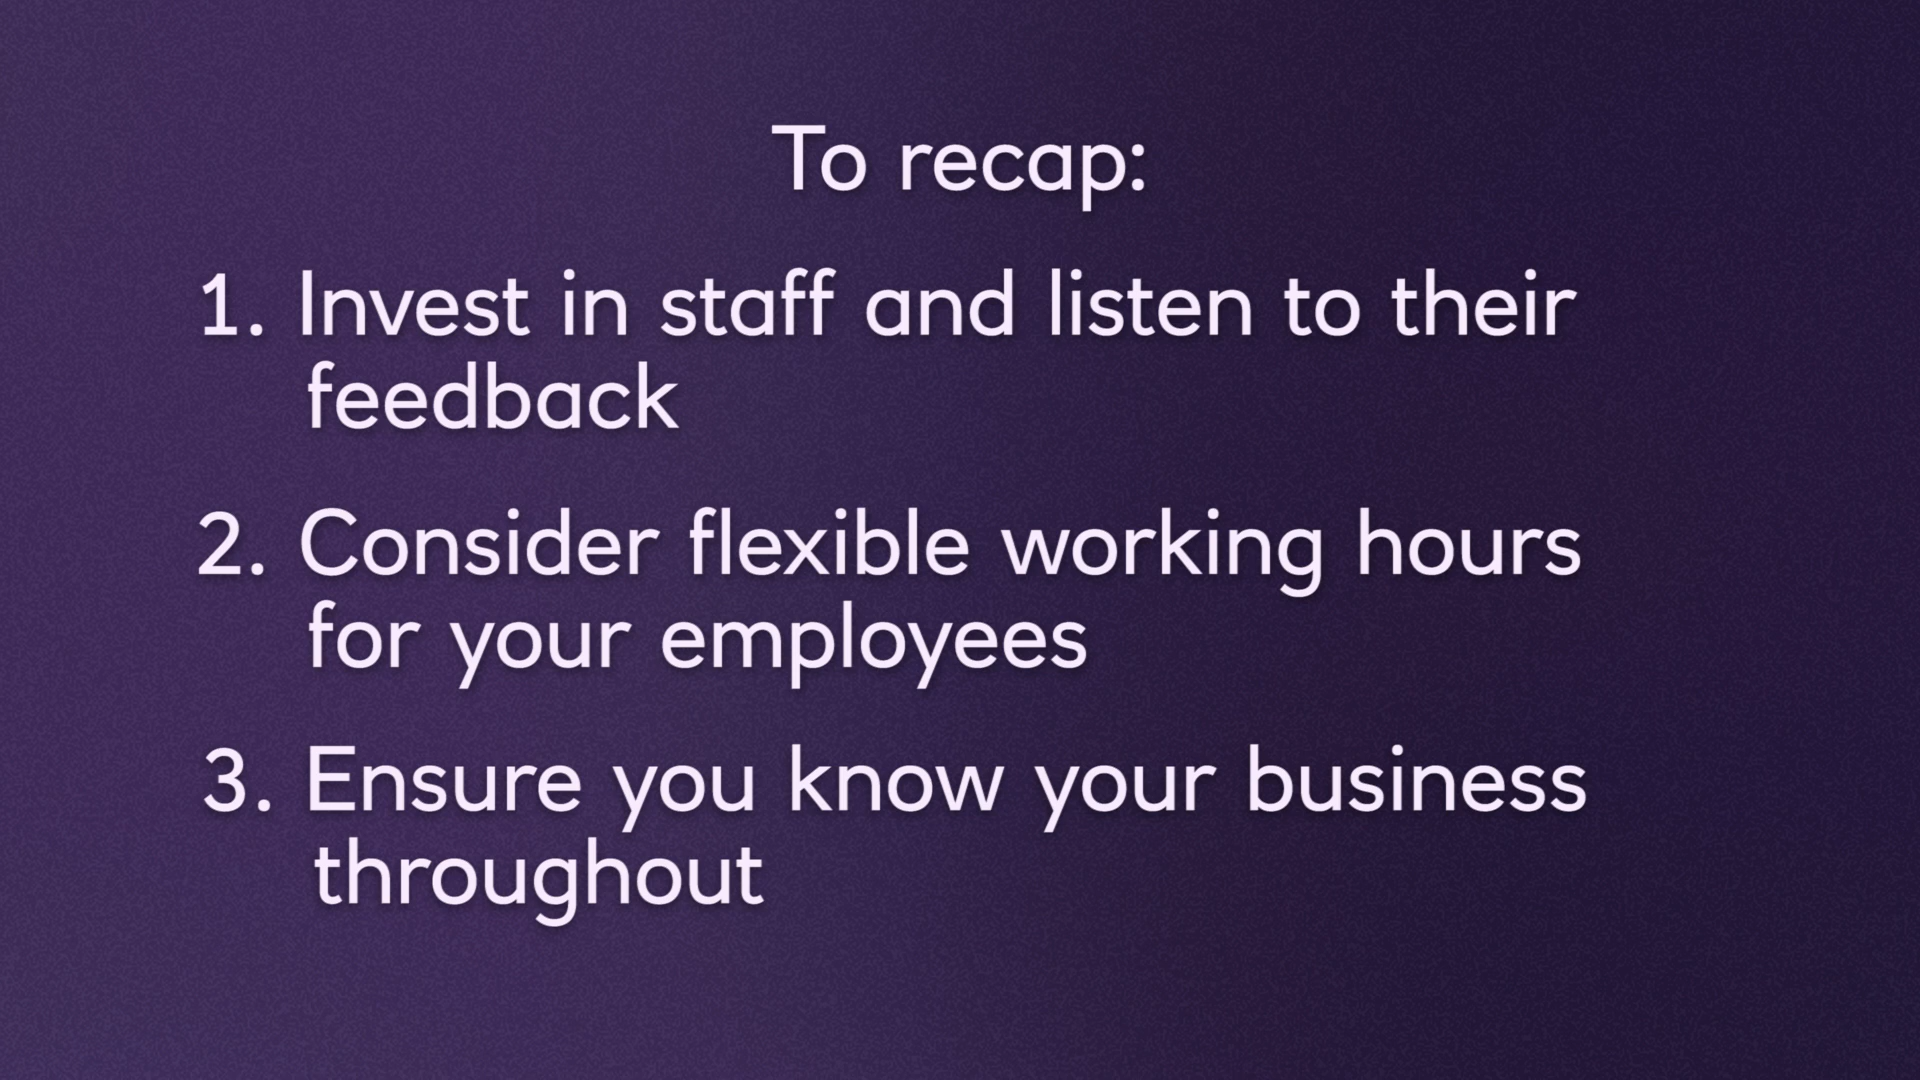 To recap:
1. Invest in staff and listen to their
feedback
2. Consider flexible working hours
for your employees
3. Ensure you know your business
throughout